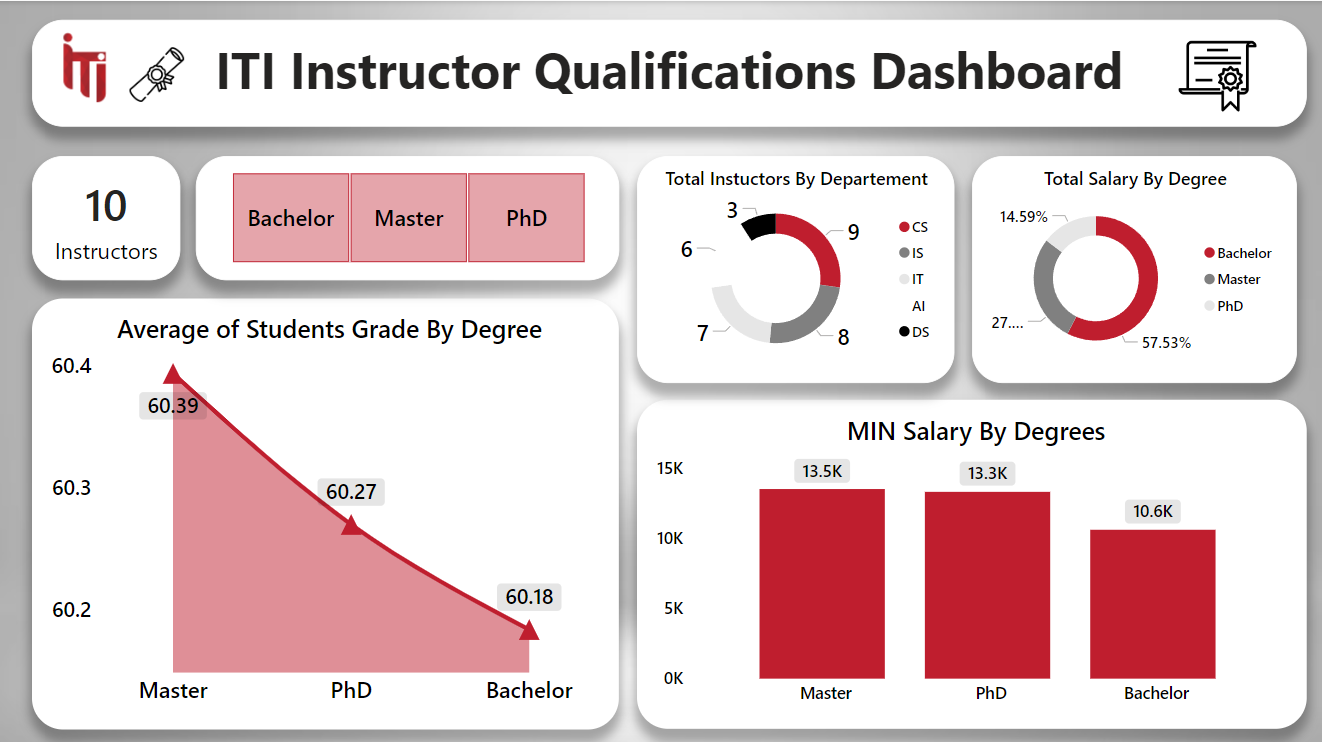 iTi
ITI Instructor Qualifications Dashboard
10
Instructors
Bachelor
Master
PhD
Total Instuctors By Departement
3
9
6
7
8
CS
IS
IT
AI
DS
Total Salary By Degree
14.59%
27....
57.53%
Bachelor
Master
PhD
Average of Students Grade By Degree
60.4
60.3
60.2
60.39
60.27
60.18
Master
PhD
Bachelor
MIN Salary By Degrees
15K
10K
5K
0K
13.5K
13.3K
10.6K
Master
PhD
Bachelor